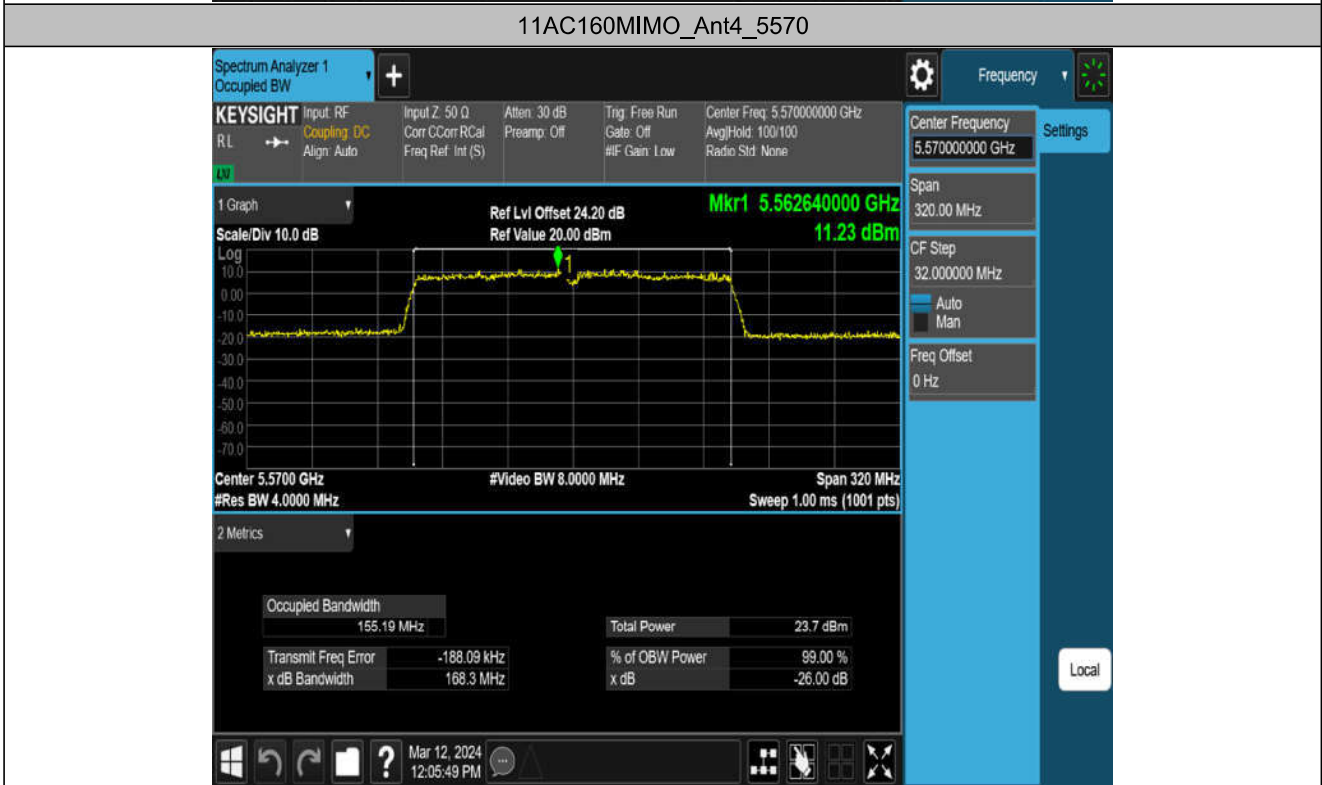 11AC160MIMO_Ant4_5570
Spectrum Analyzer 1
Occupied BW
Frequency
KEYSIGHT
RL
LXI
Input: RF
Coupling: DC
Align: Auto
Input Z: 50 Ω
Corr CCorr RCal
Freq Ref: Int (S)
Atten: 30 dB
Preamp: Off
Trig: Free Run
Gate: Off
#IF Gain: Low
Center Freq: 5.570000000 GHz
Avg|Hold: 100/100
Radio Std: None
Center Frequency
5.570000000 GHz
Settings
Span
320.00 MHz
CF Step
32.000000 MHz
Auto
Man
Freq Offset
0 Hz
1 Graph
Scale/Div 10.0 dB
Ref Lvl Offset 24.20 dB
Ref Value 20.00 dBm
Mkr1 5.562640000 GHz
11.23 dBm
Log
10.0
0.00
-10.0
-20.0
-30.0
-40.0
-50.0
-60.0
-70.0
1
Center 5.5700 GHz
#Res BW 4.0000 MHz
#Video BW 8.0000 MHz
Span 320 MHz
Sweep 1.00 ms (1001 pts)
2 Metrics
Occupied Bandwidth
155.19 MHz
Total Power 23.7 dBm
Transmit Freq Error -188.09 kHz
% of OBW Power 99.00 %
x dB Bandwidth 168.3 MHz
x dB -26.00 dB
Local
?
Mar 12, 2024
12:05:49 PM